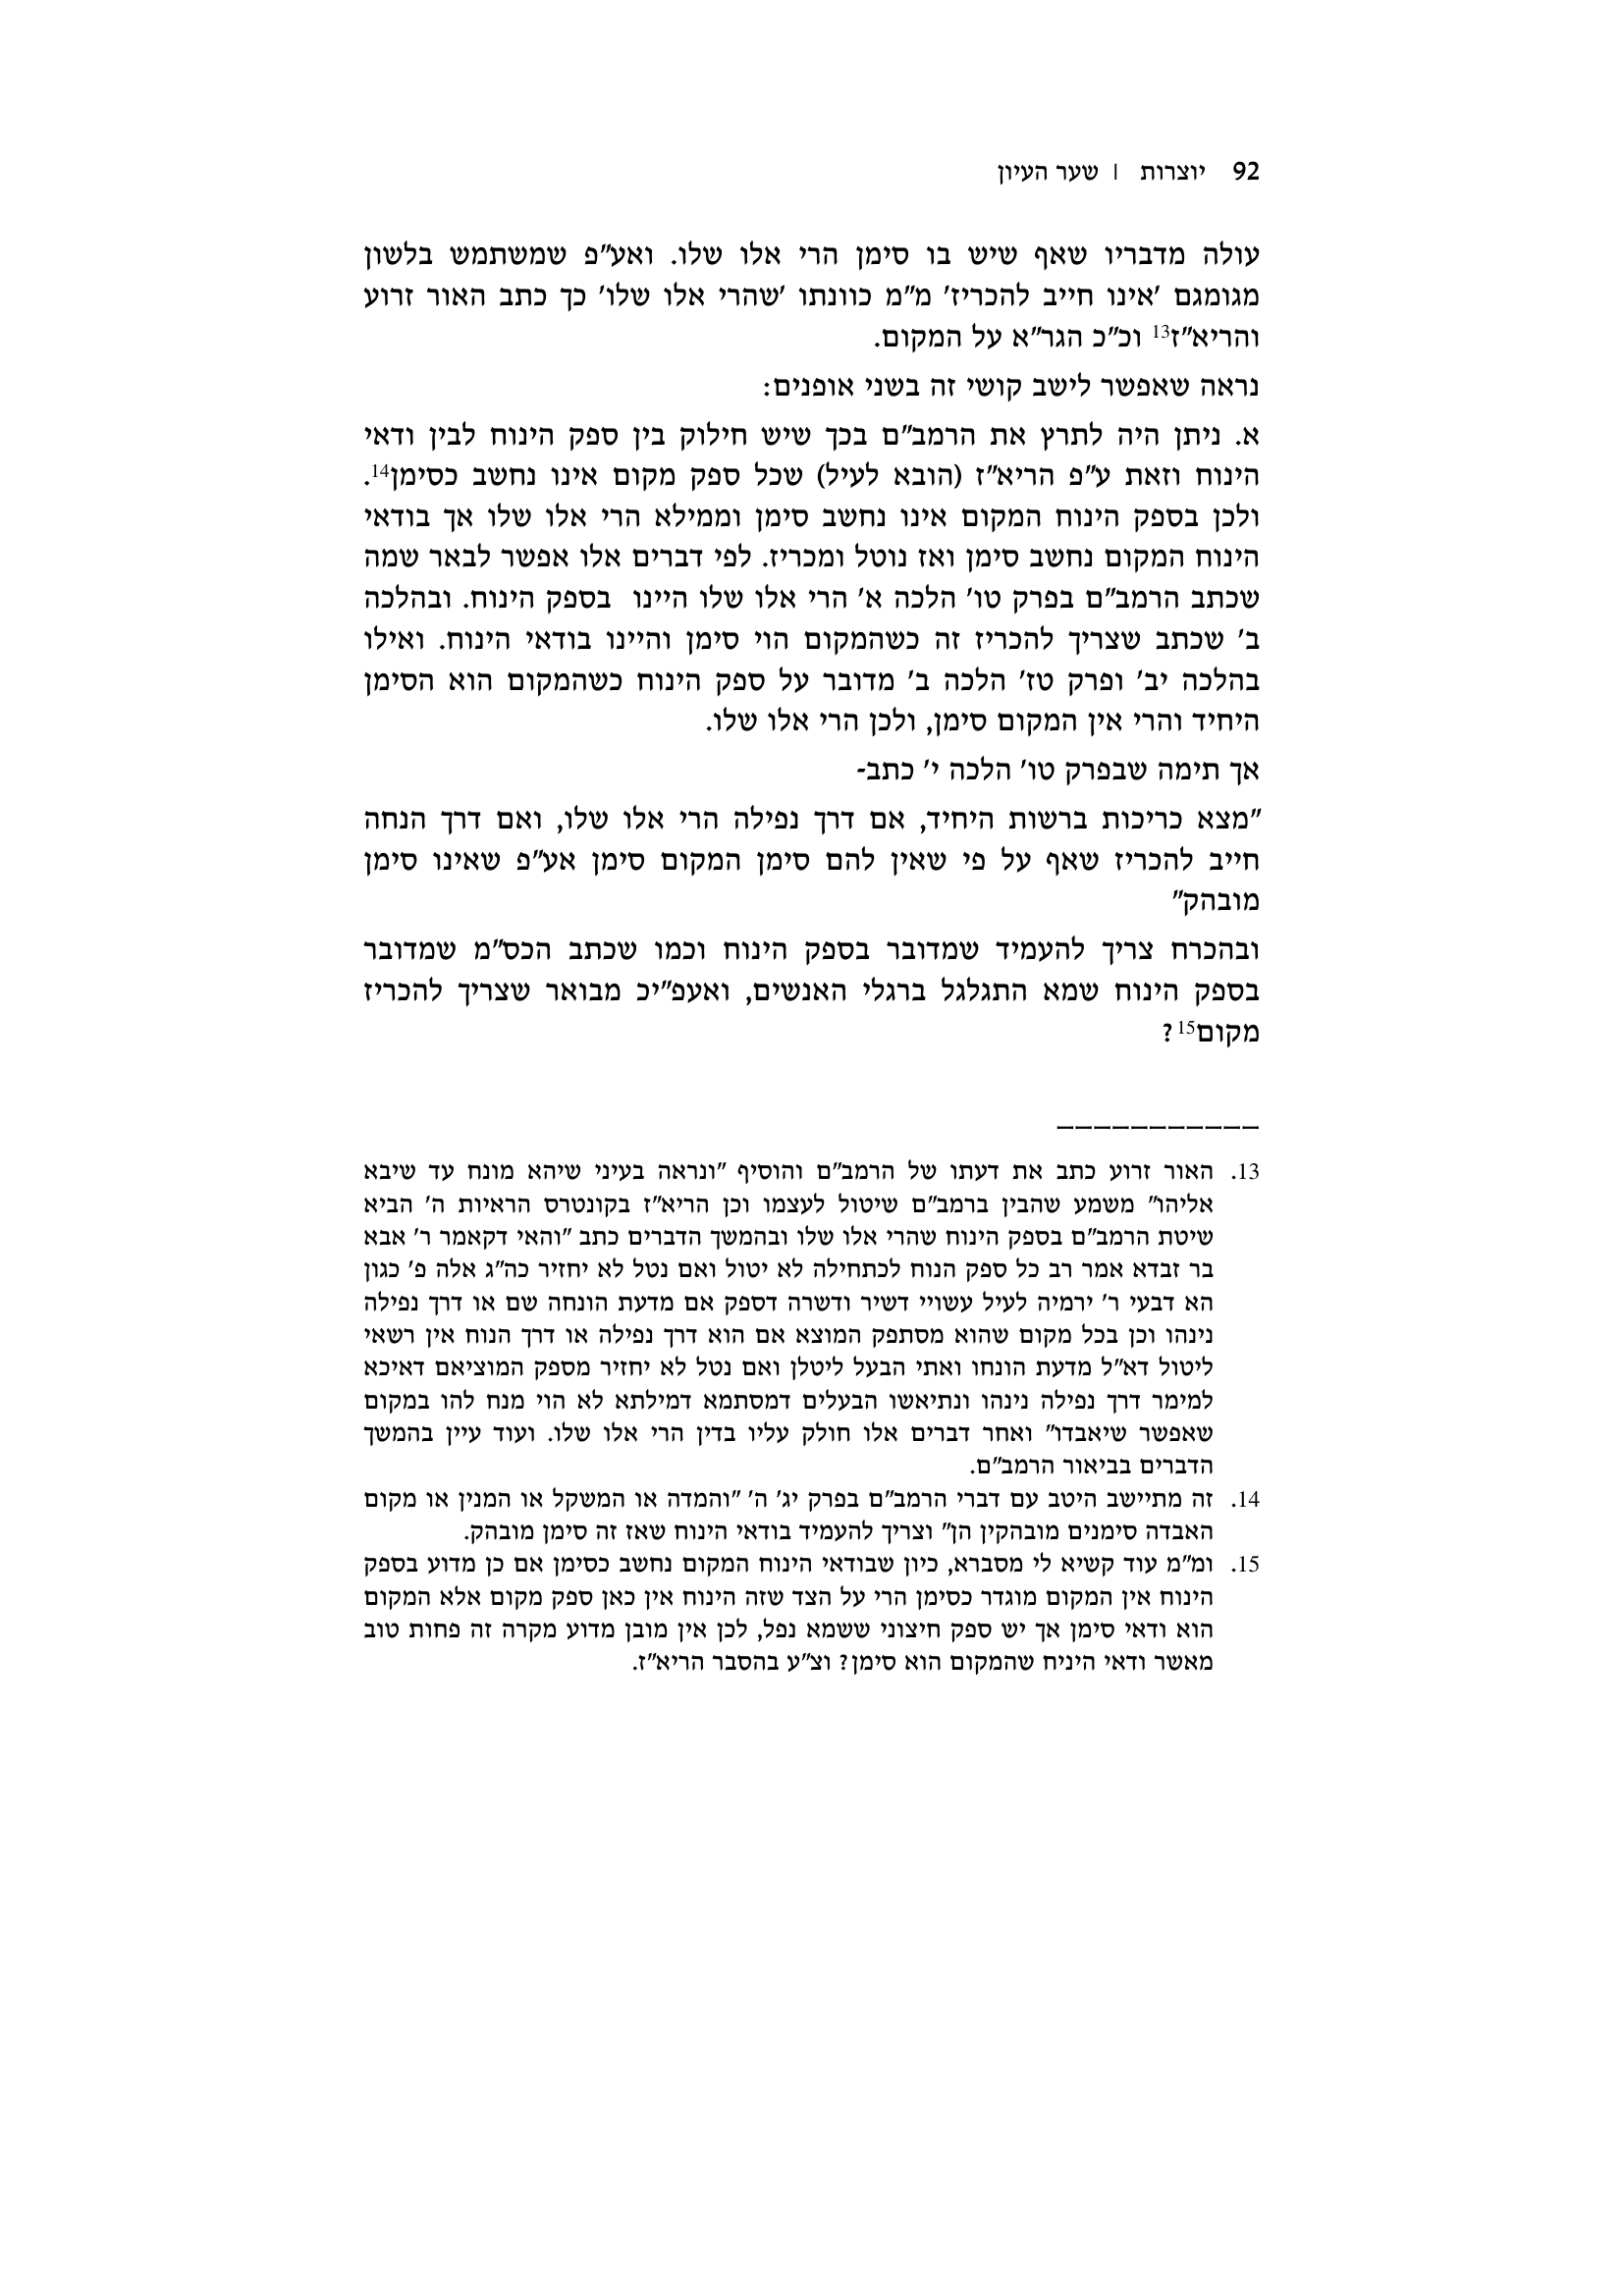 92 יוצרות | שער העיון
עולה מדבריו שאף שיש בו סימן הרי אלו שלו. ואע"פ שמשתמש בלשון
מגומגם 'אינו חייב להכריז' מ"מ כוונתו 'שהרי אלו שלו' כך כתב האור זרוע
והריא"ז13 וכ"כ הגר"א על המקום.
נראה שאפשר לישב קושי זה בשני אופנים:
א. ניתן היה לתרץ את הרמב"ם בכך שיש חילוק בין ספק הינוח לבין ודאי
הינוח וזאת ע"פ הריא"ז (הובא לעיל) שכל ספק מקום אינו נחשב כסימן14.
ולכן בספק הינוח המקום אינו נחשב סימן וממילא הרי אלו שלו אך בודאי
הינוח המקום נחשב סימן ואז נוטל ומכריז. לפי דברים אלו אפשר לבאר שמה
שכתב הרמב"ם בפרק טו' הלכה א' הרי אלו שלו היינו  בספק הינוח. ובהלכה
ב' שכתב שצריך להכריז זה כשהמקום הוי סימן והיינו בודאי הינוח. ואילו
בהלכה יב' ופרק טז' הלכה ב' מדובר על ספק הינוח כשהמקום הוא הסימן
היחיד והרי אין המקום סימן, ולכן הרי אלו שלו.
אך תימה שבפרק טו' הלכה י' כתב-
"מצא כריכות ברשות היחיד, אם דרך נפילה הרי אלו שלו, ואם דרך הנחה
חייב להכריז שאף על פי שאין להם סימן המקום סימן אע"פ שאינו סימן
מובהק"
ובהכרח צריך להעמיד שמדובר בספק הינוח וכמו שכתב הכס"מ שמדובר
בספק הינוח שמא התגלגל ברגלי האנשים, ואעפ"יכ מבואר שצריך להכריז
מקום15?
___________
13. האור זרוע כתב את דעתו של הרמב"ם והוסיף "ונראה בעיני שיהא מונח עד שיבא
אליהו" משמע שהבין ברמב"ם שיטול לעצמו וכן הריא"ז בקונטרס הראיות ה' הביא
שיטת הרמב"ם בספק הינוח שהרי אלו שלו ובהמשך הדברים כתב "והאי דקאמר ר' אבא
בר זבדא אמר רב כל ספק הנוח לכתחילה לא יטול ואם נטל לא יחזיר כה"ג אלה פ' כגון
הא דבעי ר' ירמיה לעיל עשויי דשיר ודשרה דספק אם מדעת הונחה שם או דרך נפילה
נינהו וכן בכל מקום שהוא מסתפק המוצא אם הוא דרך נפילה או דרך הנוח אין רשאי
ליטול דא"ל מדעת הונחו ואתי הבעל ליטלן ואם נטל לא יחזיר מספק המוציאם דאיכא
למימר דרך נפילה נינהו ונתיאשו הבעלים דמסתמא דמילתא לא הוי מנח להו במקום
שאפשר שיאבדו" ואחר דברים אלו חולק עליו בדין הרי אלו שלו. ועוד עיין בהמשך
הדברים בביאור הרמב"ם.
14. זה מתיישב היטב עם דברי הרמב"ם בפרק יג' ה' "והמדה או המשקל או המנין או מקום
האבדה סימנים מובהקין הן" וצריך להעמיד בודאי הינוח שאז זה סימן מובהק.
15. ומ"מ עוד קשיא לי מסברא, כיון שבודאי הינוח המקום נחשב כסימן אם כן מדוע בספק
הינוח אין המקום מוגדר כסימן הרי על הצד שזה הינוח אין כאן ספק מקום אלא המקום
הוא ודאי סימן אך יש ספק חיצוני ששמא נפל, לכן אין מובן מדוע מקרה זה פחות טוב
מאשר ודאי היניח שהמקום הוא סימן? וצ"ע בהסבר הריא"ז.